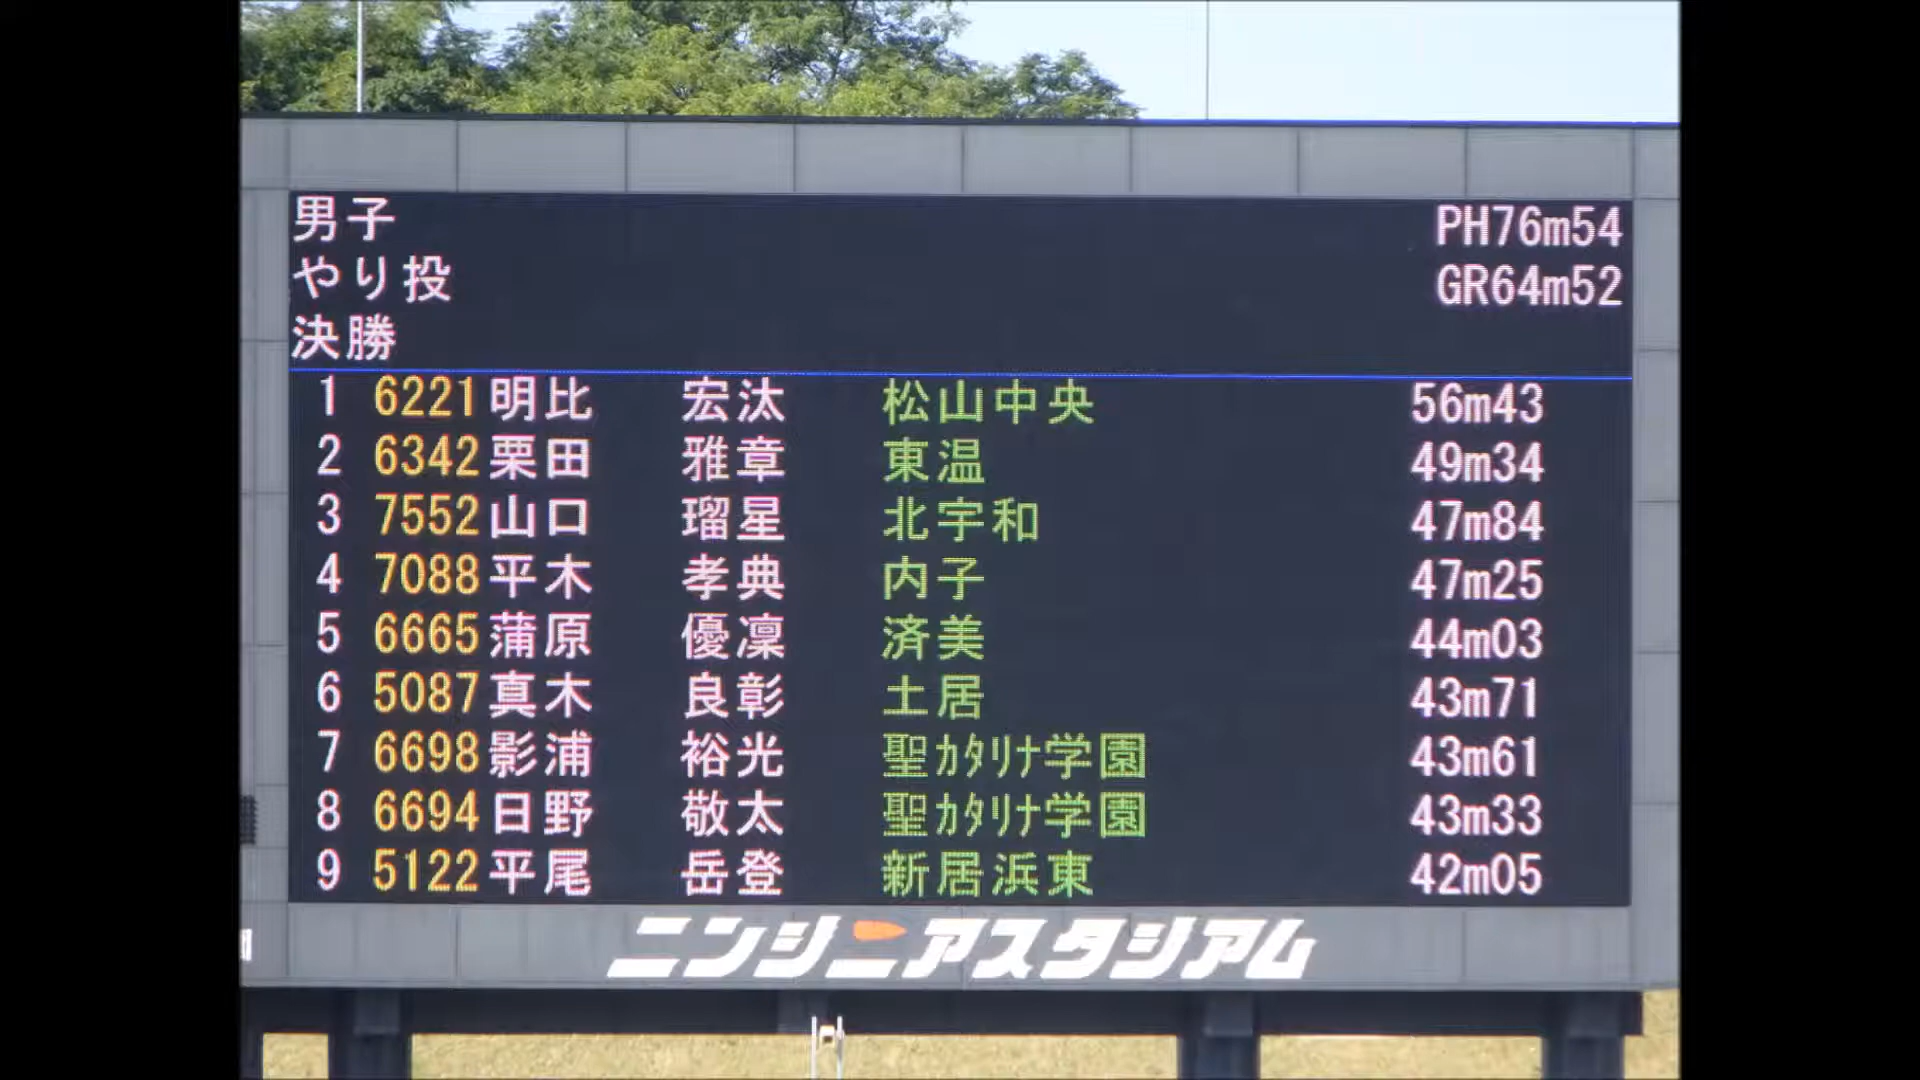 男子 PH76m54
やり投 GR64m52
決勝
1 6221 明比 宏汰 松山中央 56m43
2 6342 栗田 雅章 東温 49m34
3 7552 山口 瑠星 北宇和 47m84
4 7088 平木 孝典 内子 47m25
5 6665 蒲原 優凜 済美 44m03
6 5087 真木 良彰 土居 43m71
7 6698 影浦 裕光 聖ｶﾀﾘﾅ学園 43m61
8 6694 日野 敬太 聖ｶﾀﾘﾅ学園 43m33
9 5122 平尾 岳登 新居浜東 42m05
ニンジニアスタジアム